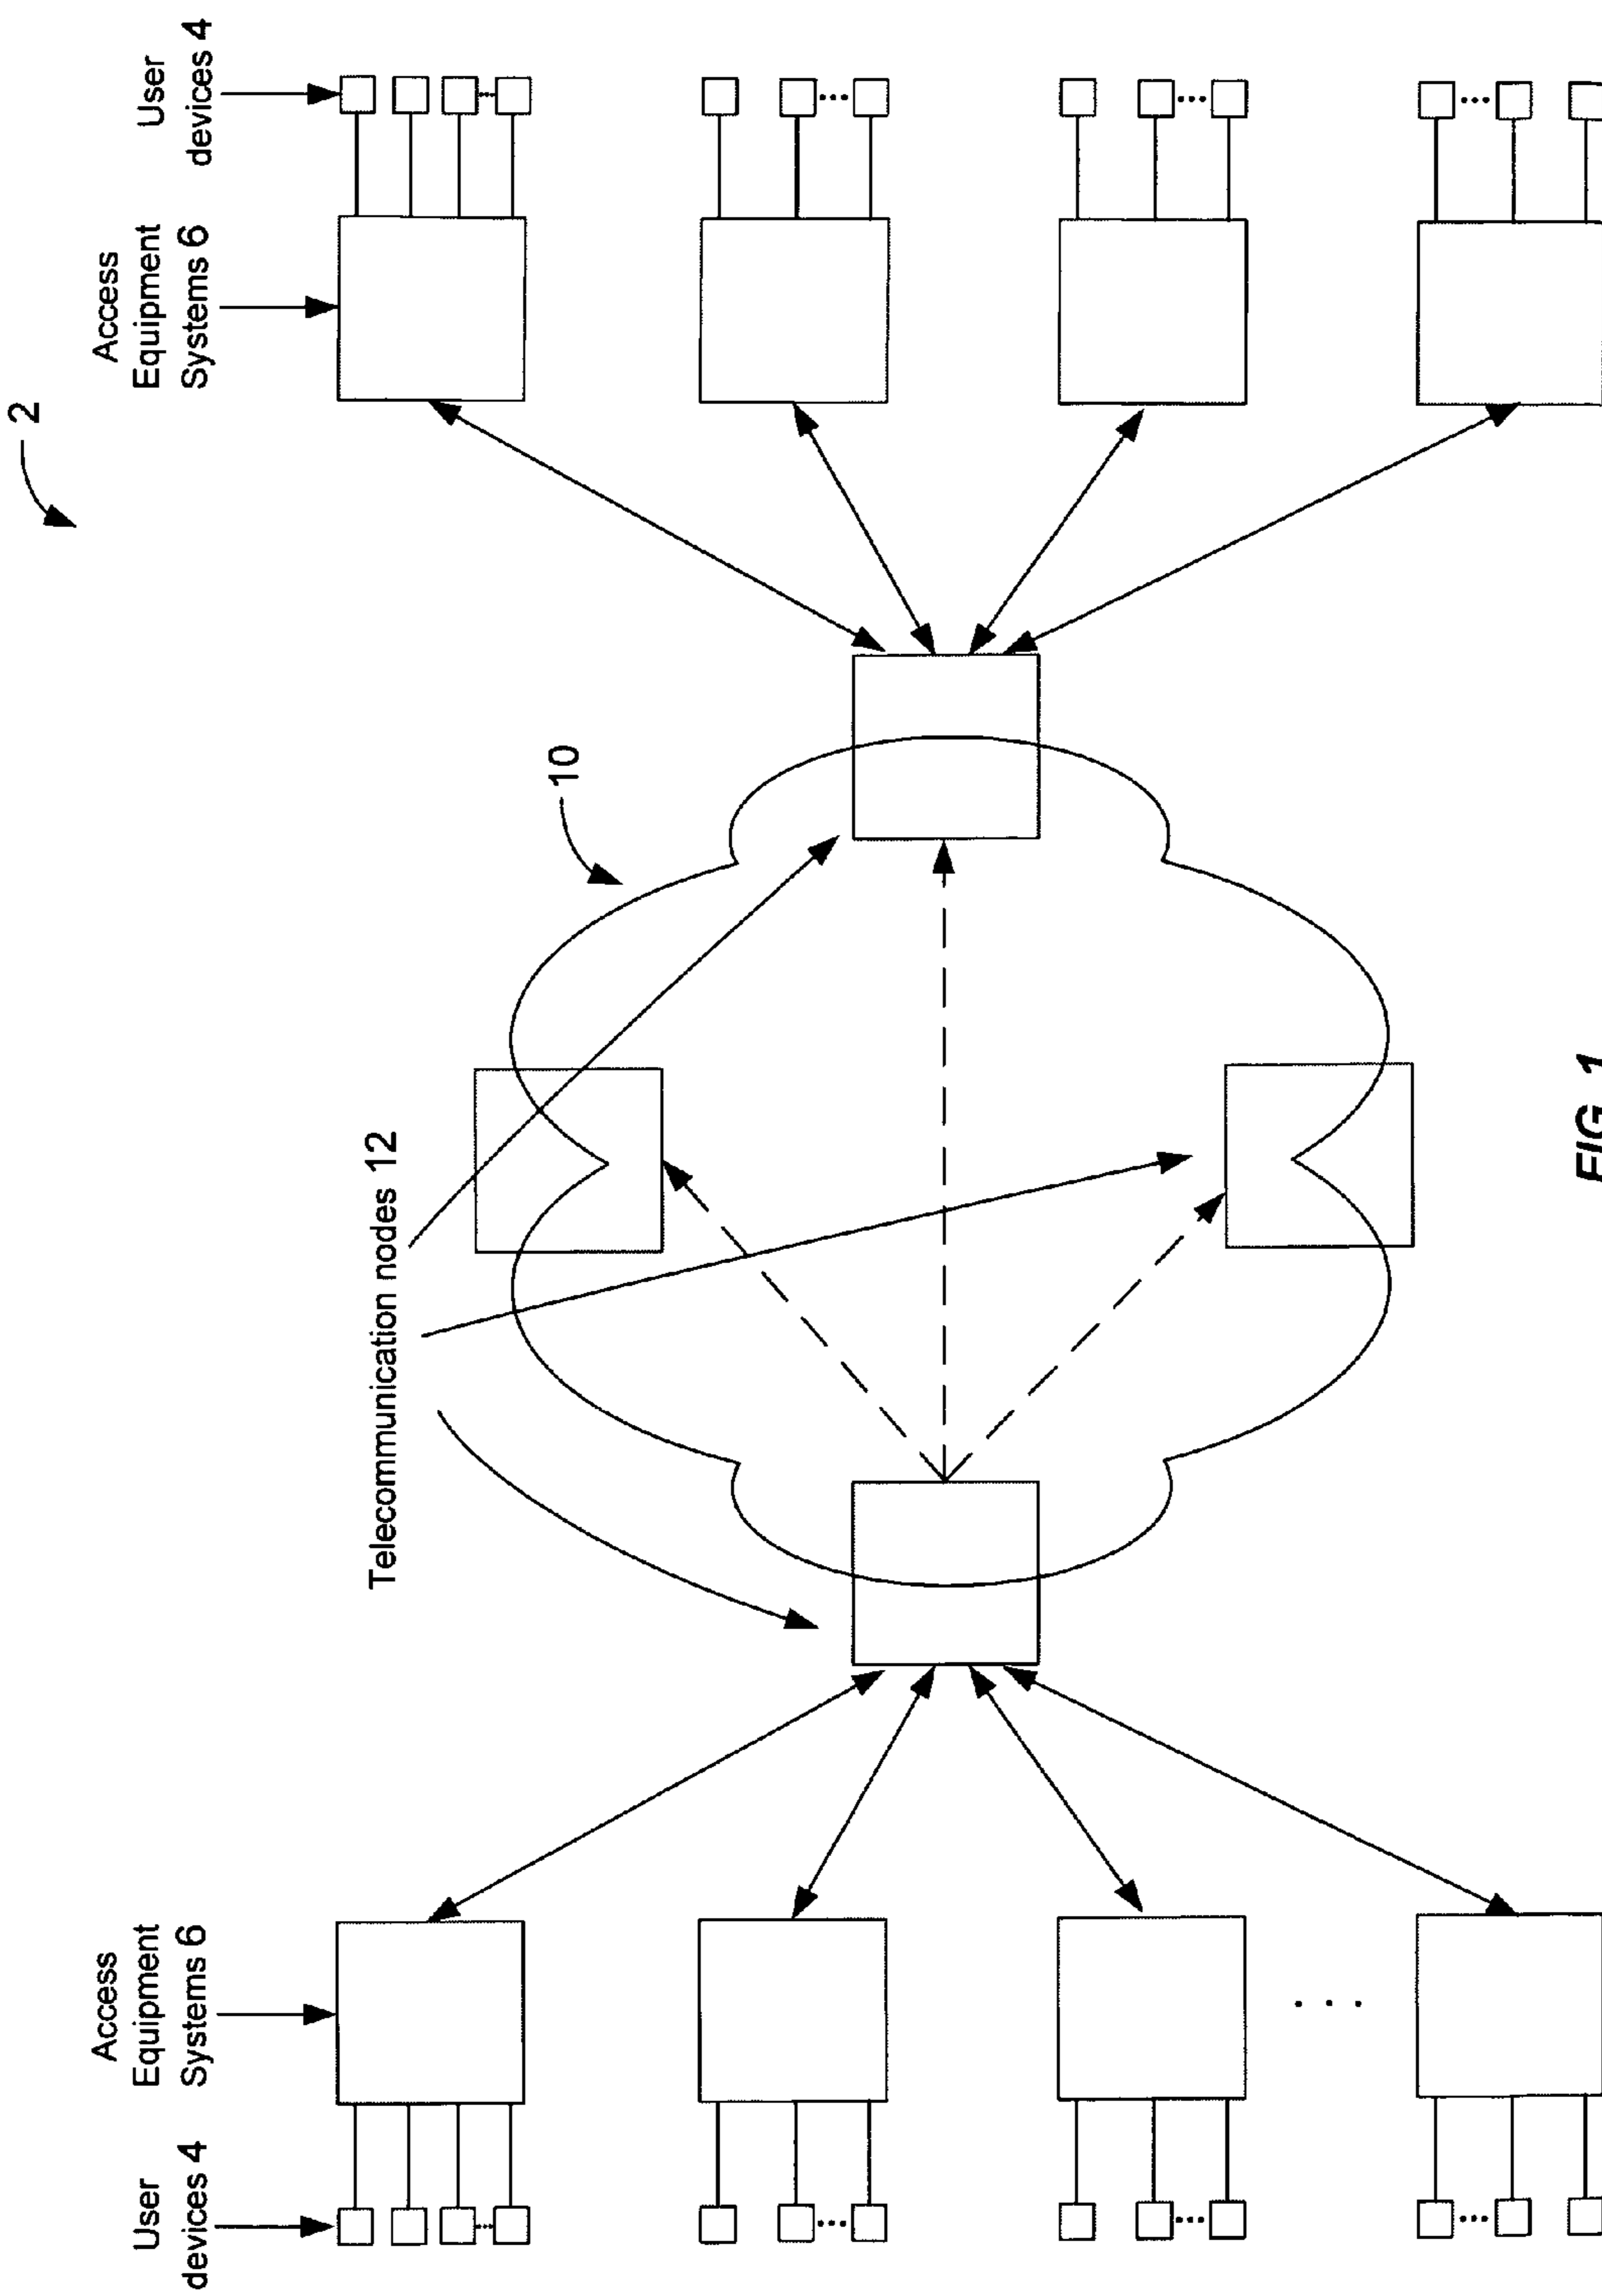 2
User
devices 4
Access
Equipment
Systems 6
Telecommunication nodes 12
10
Access
Equipment
Systems 6
User
devices 4
FIG. 1